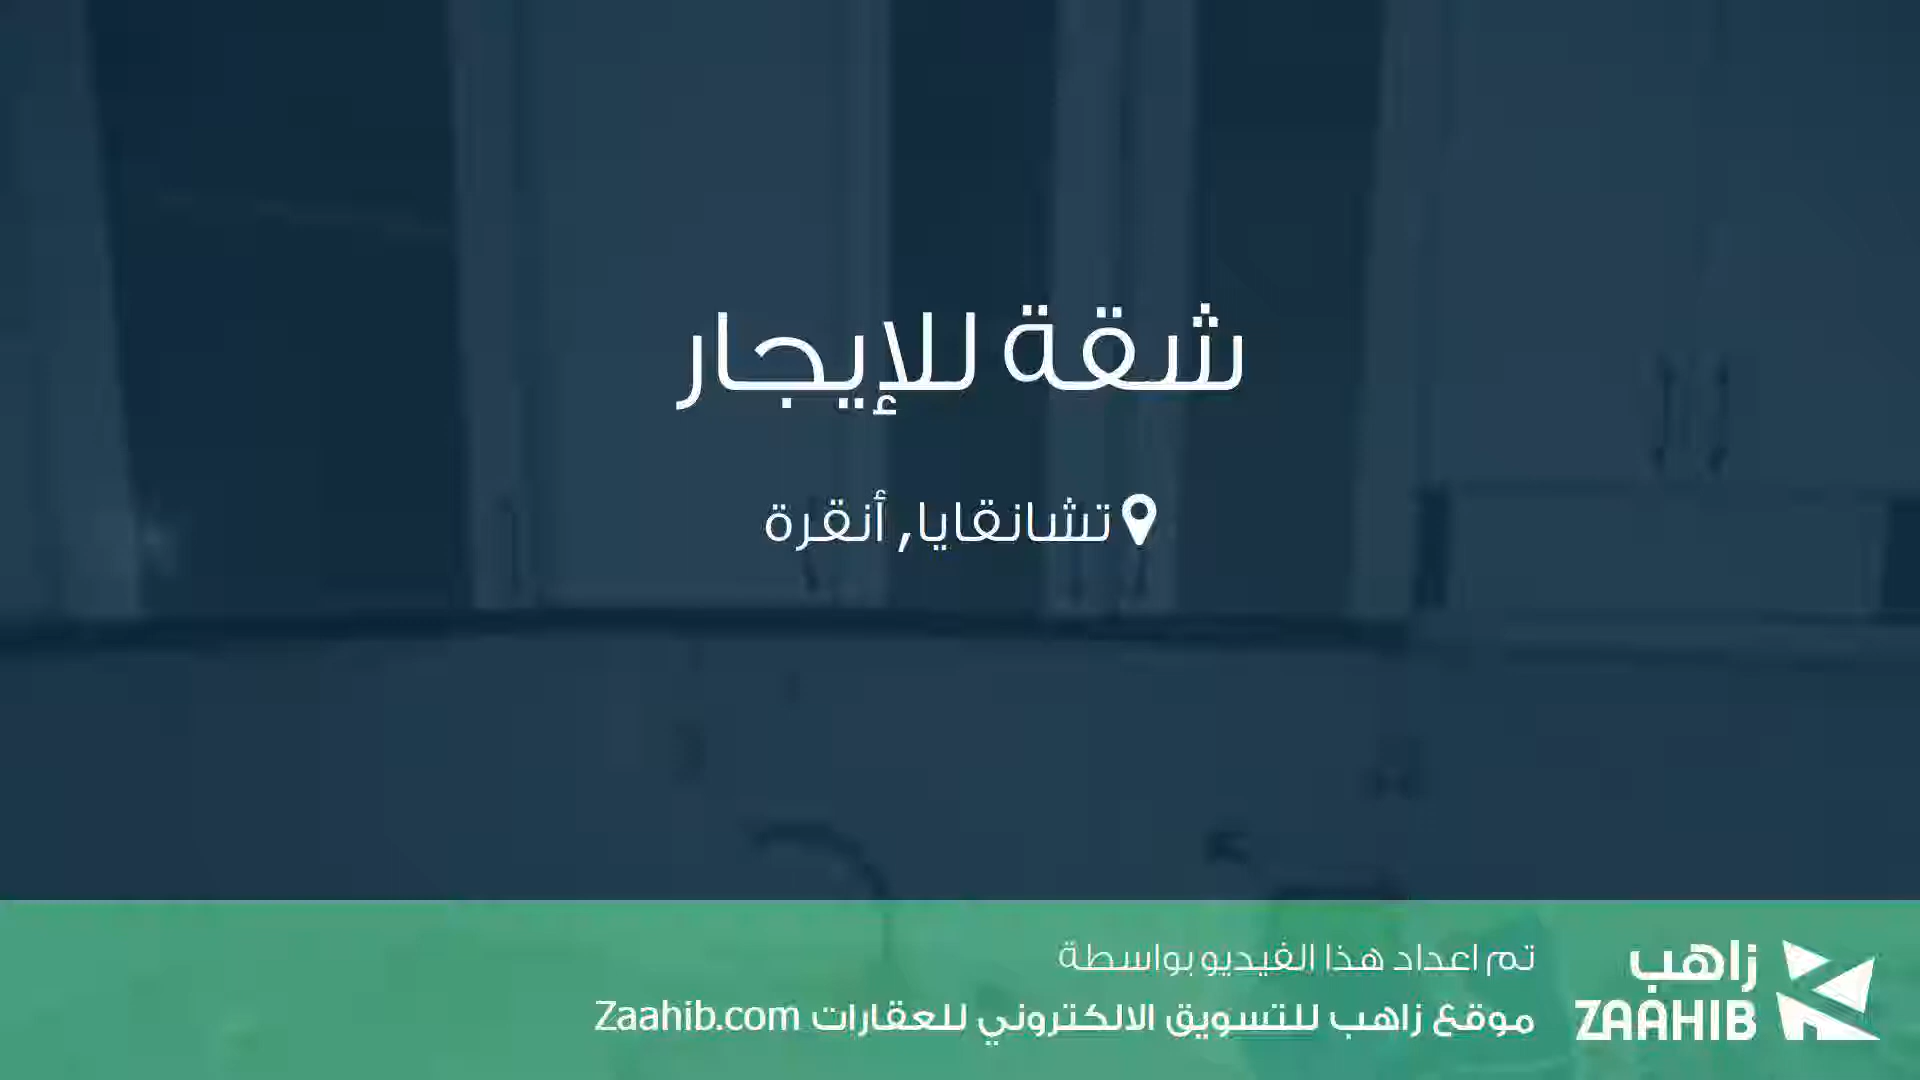 شقة للإيجار
تشانقايا, أنقرة
تم اعداد هذا الفيديو بواسطة
موقع زاهب للتسويق الالكتروني للعقارات Zaahib.com
زاهب
ZAAHIB